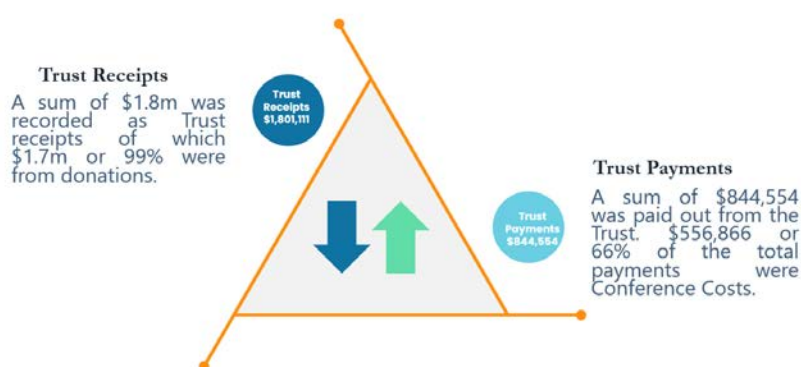 Trust Receipts
A sum of $1.8m was
recorded as Trust
receipts of which
$1.7m or 99% were
from donations.
Trust
Receipts
$1,801,111
Trust Payments
A sum of $844,554
was paid out from the
Trust. $556,866 or
66% of the total
payments were
Conference Costs.
Trust
Payments
$844,554